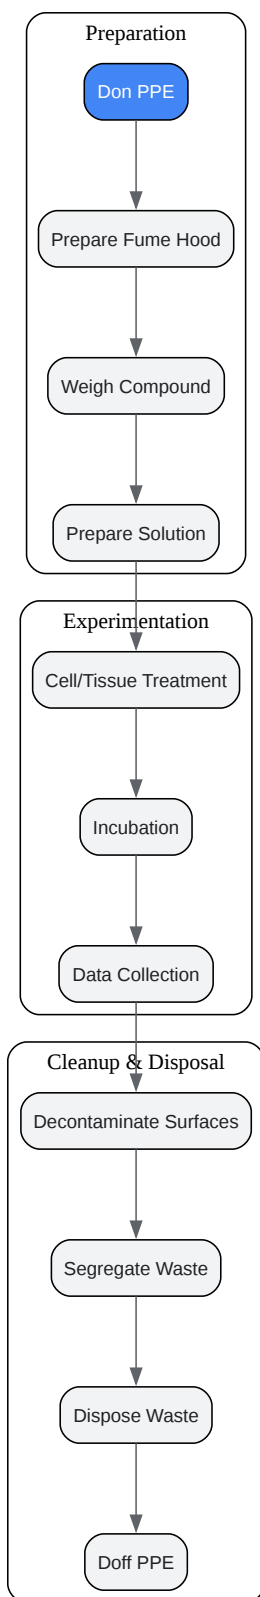 Preparation
Don PPE
Prepare Fume Hood
Weigh Compound
Prepare Solution
Experimentation
Cell/Tissue Treatment
Incubation
Data Collection
Cleanup & Disposal
Decontaminate Surfaces
Segregate Waste
Dispose Waste
Doff PPE